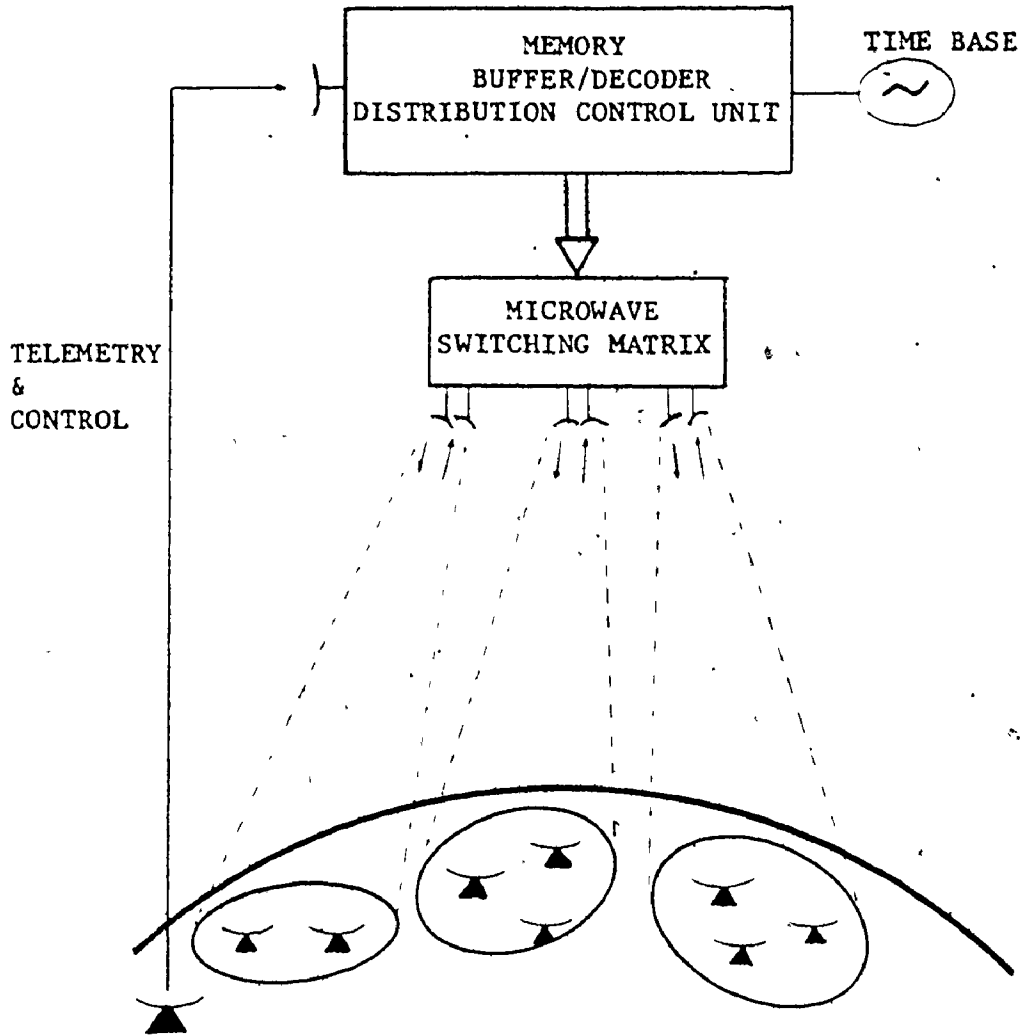 MEMORY
BUFFER/DECODER
DISTRIBUTION CONTROL UNIT
TIME BASE
MICROWAVE
SWITCHING MATRIX
TELEMETRY
&
CONTROL